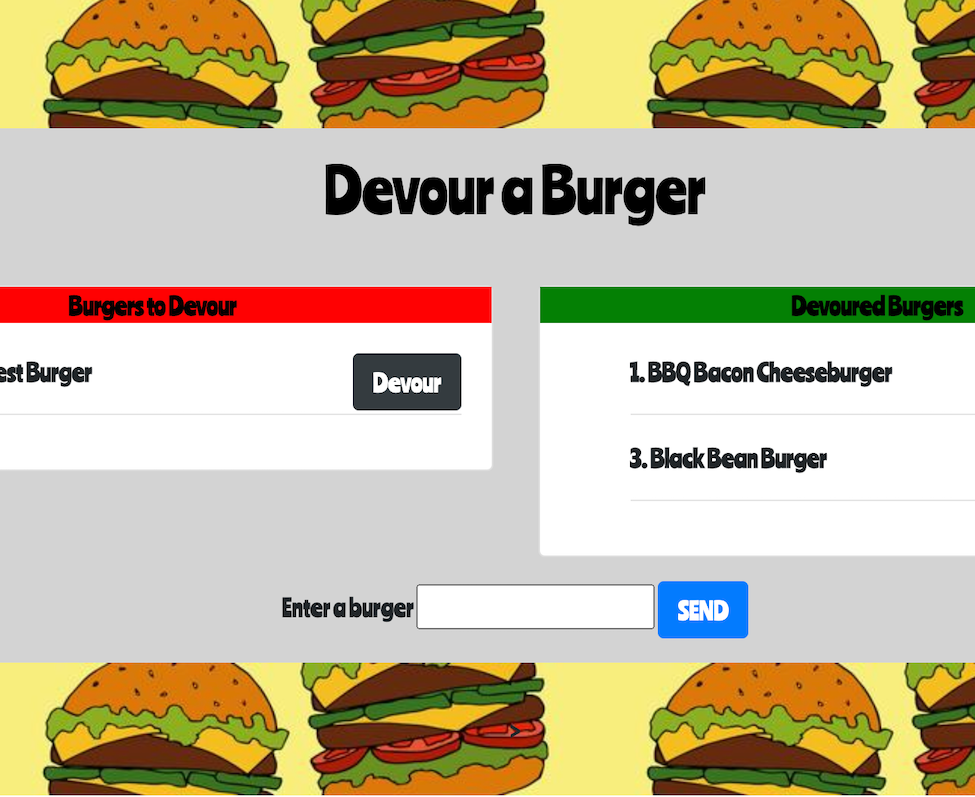 Devour a Burger
Burgers to Devour
Devoured Burgers
est Burger
Devour
1. BBQ Bacon Cheeseburger
3. Black Bean Burger
Enter a burger
SEND